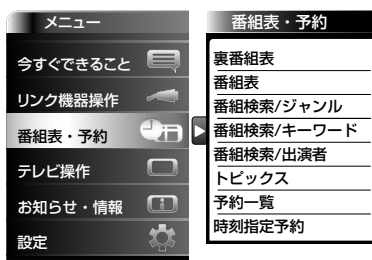 メニュー
今すぐできること
リンク機器操作
番組表・予約
テレビ操作
お知らせ・情報
設定
番組表・予約
裏番組表
番組表
番組検索/ジャンル
番組検索/キーワード
番組検索/出演者
トピックス
予約一覧
時刻指定予約